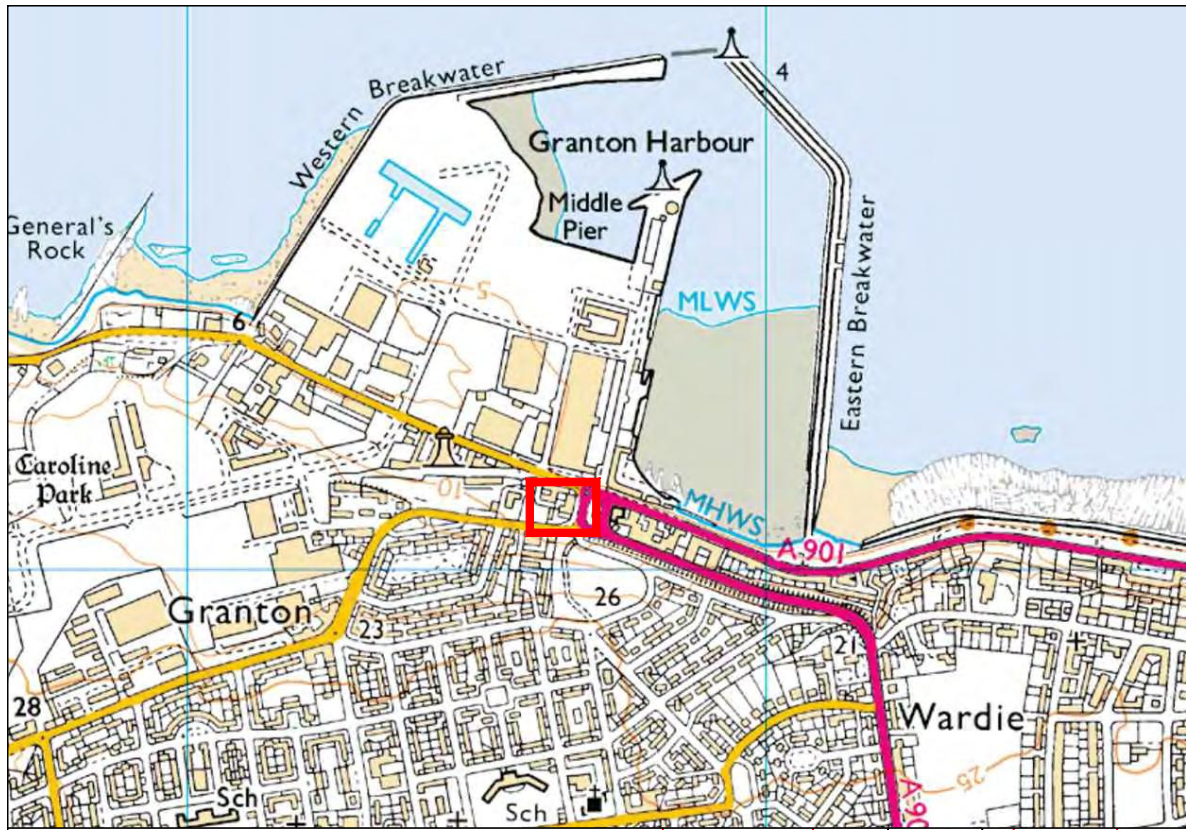 4
Western Breakwater
Granton Harbour
Middle
Pier
General's
Rock
Eastern Breakwater
5
MLWS
6
Caroline
Park
10
MHWS
A 901
Granton
26
23
21
28
Wardie
25
Sch
Sch
A 90